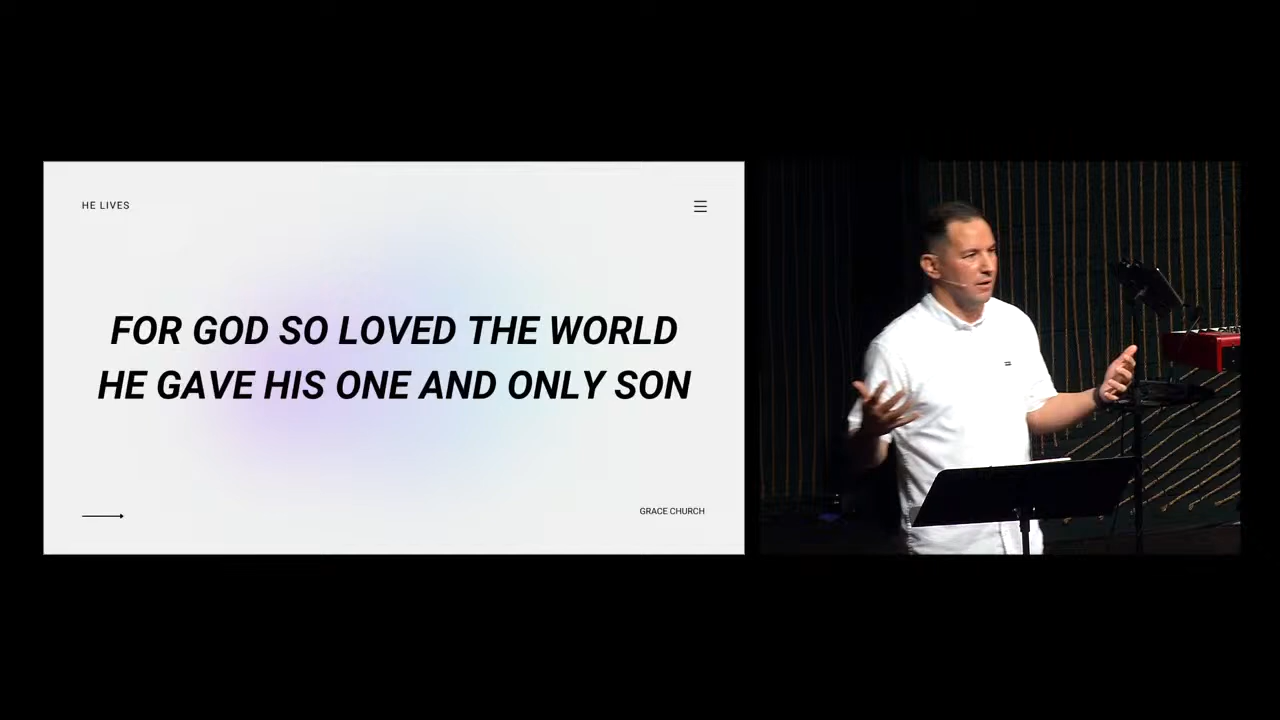 HE LIVES
FOR GOD SO LOVED THE WORLD
HE GAVE HIS ONE AND ONLY SON
GRACE CHURCH